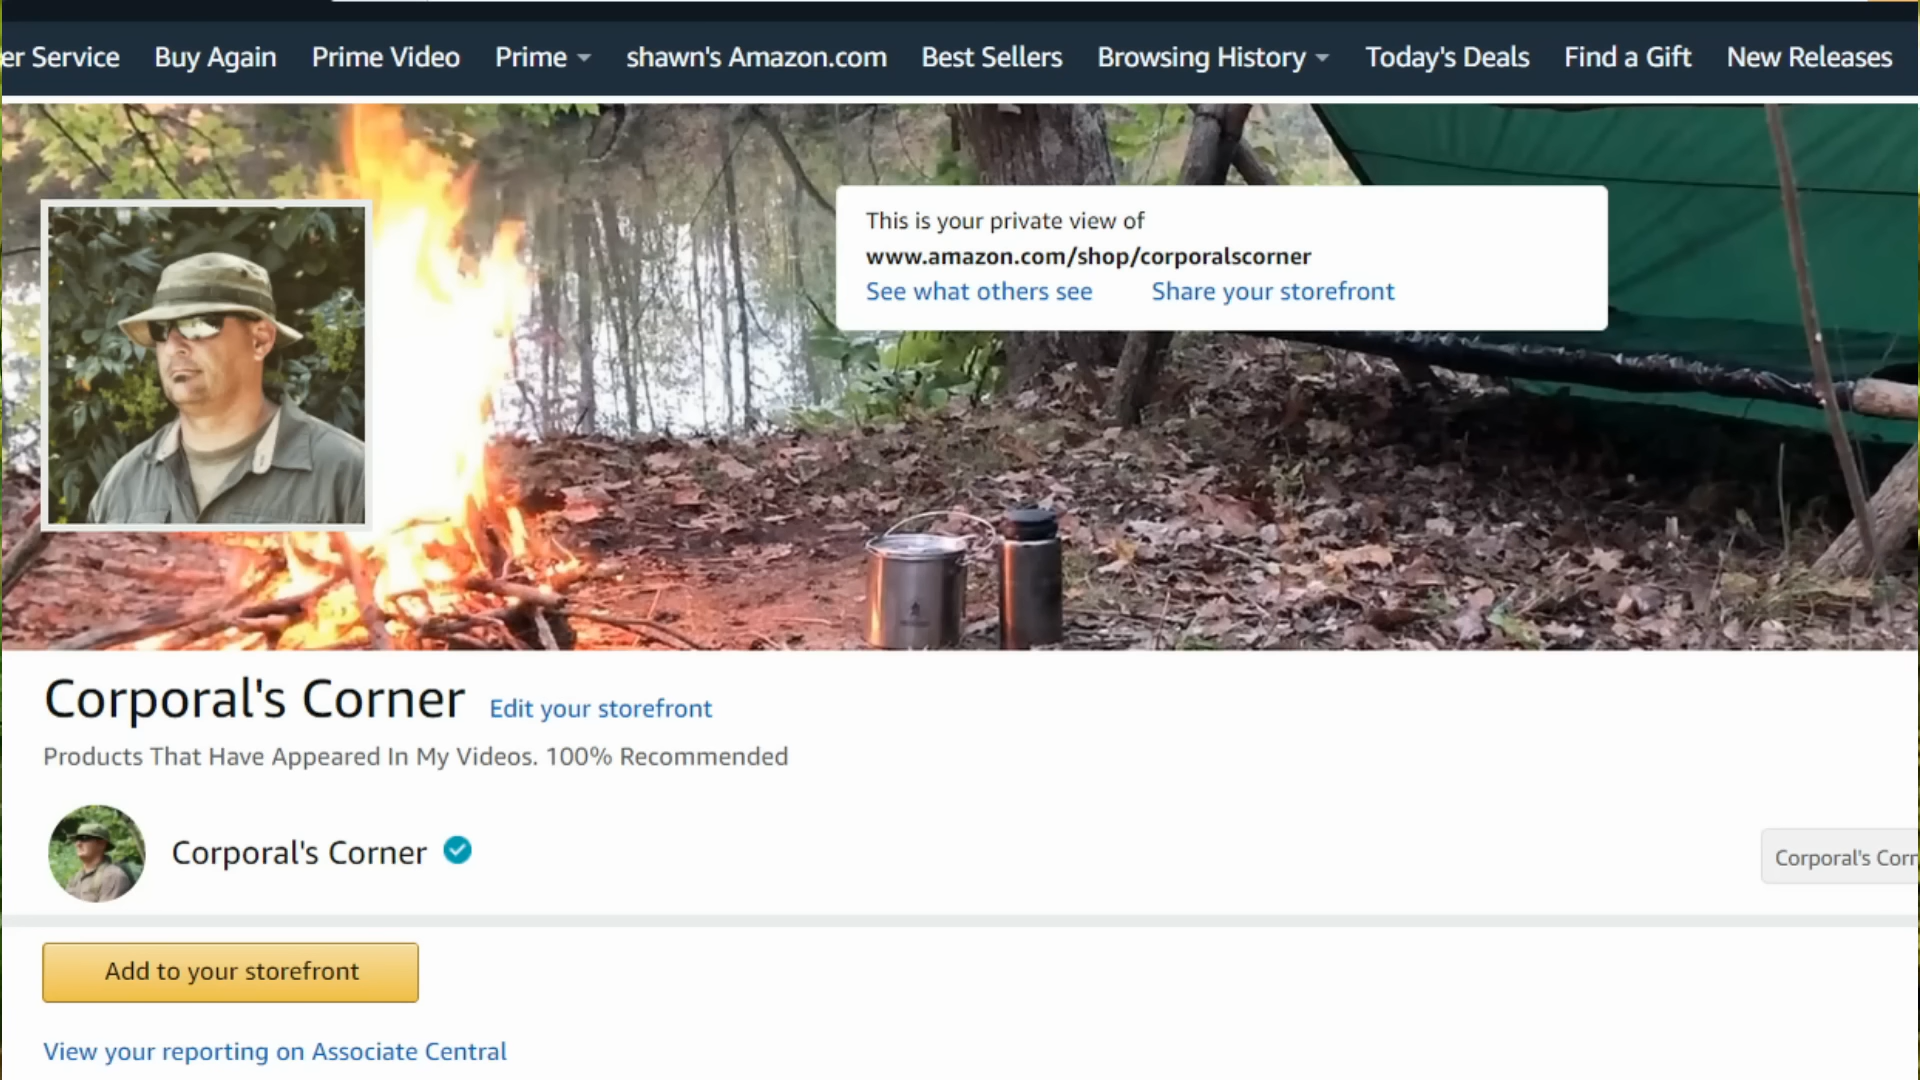 er Service Buy Again Prime Video Prime shawn's Amazon.com Best Sellers Browsing History Today's Deals Find a Gift New Releases
This is your private view of
www.amazon.com/shop/corporalscorner
See what others see Share your storefront
Corporal's Corner Edit your storefront
Products That Have Appeared In My Videos. 100% Recommended
Corporal's Corner
Corporal's Corn
Add to your storefront
View your reporting on Associate Central